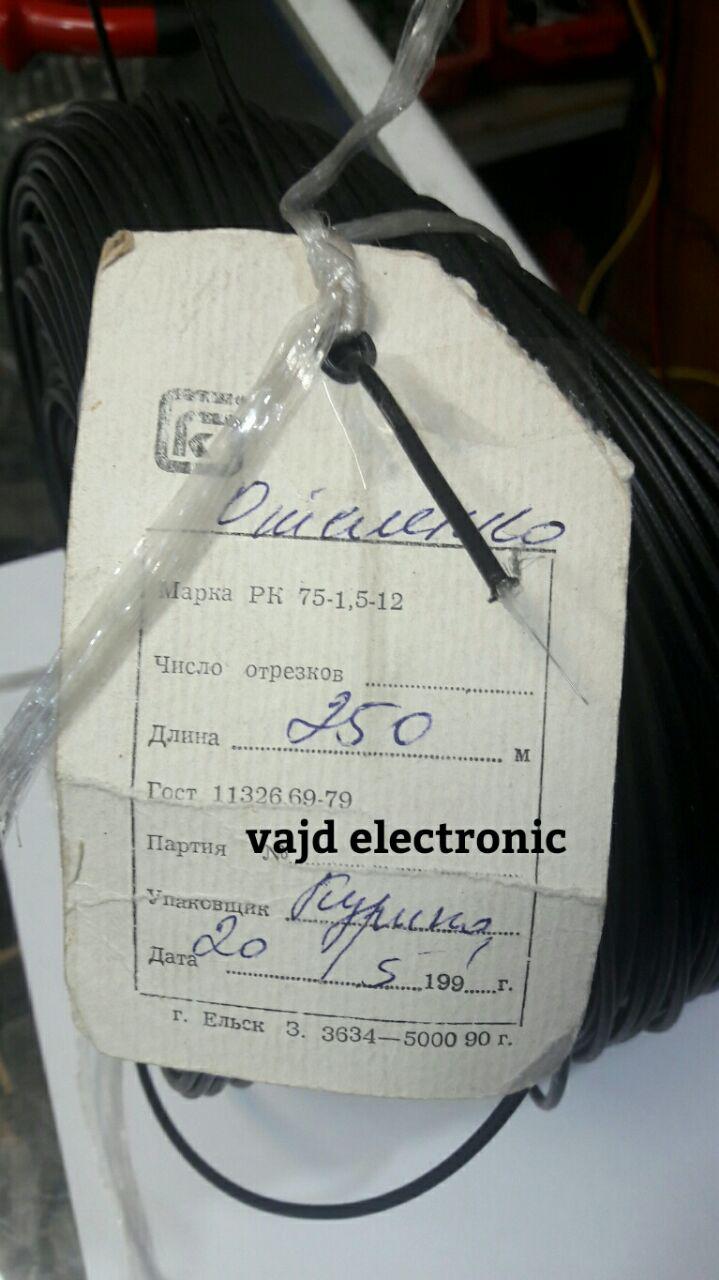 К
Марка РК 75-1,5-12
Число отрезков
Длина 250 м
Гост 11326 69-79
vajd electronic
Партия №
Упаковщик
Дата 20 / 5 199 г.
г. Ельск З. 3634—5000 90 г.